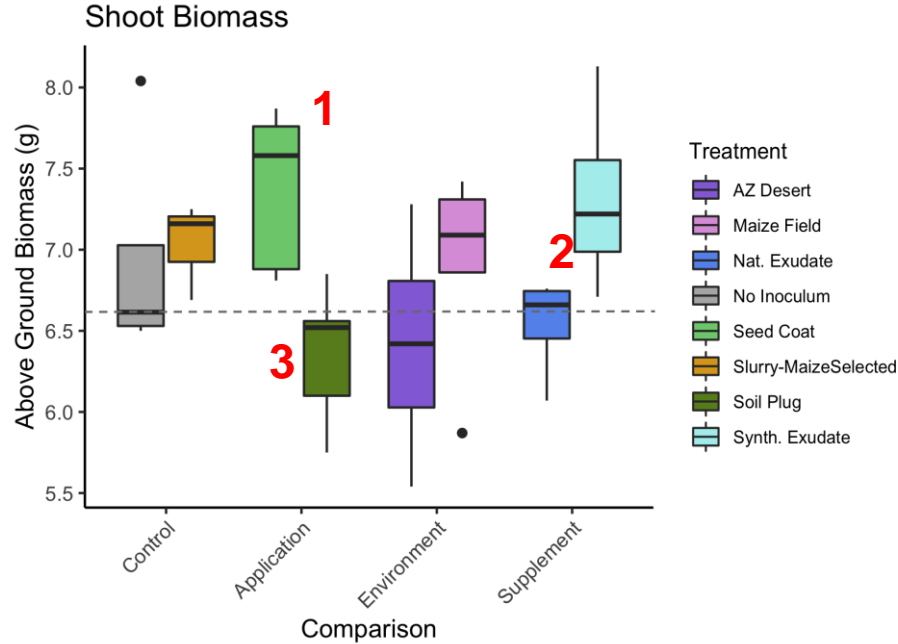 Shoot Biomass
Above Ground Biomass (g)
8.0
7.5
7.0
6.5
6.0
5.5
1
2
3
Control
Application
Environment
Supplement
Comparison
Treatment
AZ Desert
Maize Field
Nat. Exudate
No Inoculum
Seed Coat
Slurry-MaizeSelected
Soil Plug
Synth. Exudate